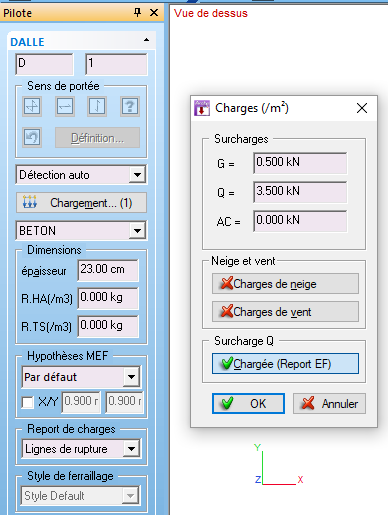 Pilote
Vue de dessus
DALLE
D 1
Sens de portée
?
Définition...
Détection auto
Chargement... (1)
BETON
Dimensions
épaisseur 23.00 cm
R.HA(/m3) 0.000 kg
R.TS(/m3) 0.000 kg
Hypothèses MEF
Par défaut
X/Y 0.900 r 0.900 r
Report de charges
Lignes de rupture
Style de ferraillage
Style Default
Charges (/m²)
Surcharges
G = 0.500 kN
Q = 3.500 kN
AC = 0.000 kN
Neige et vent
Charges de neige
Charges de vent
Surcharge Q
Chargée (Report EF)
OK
Annuler
Y
Z X